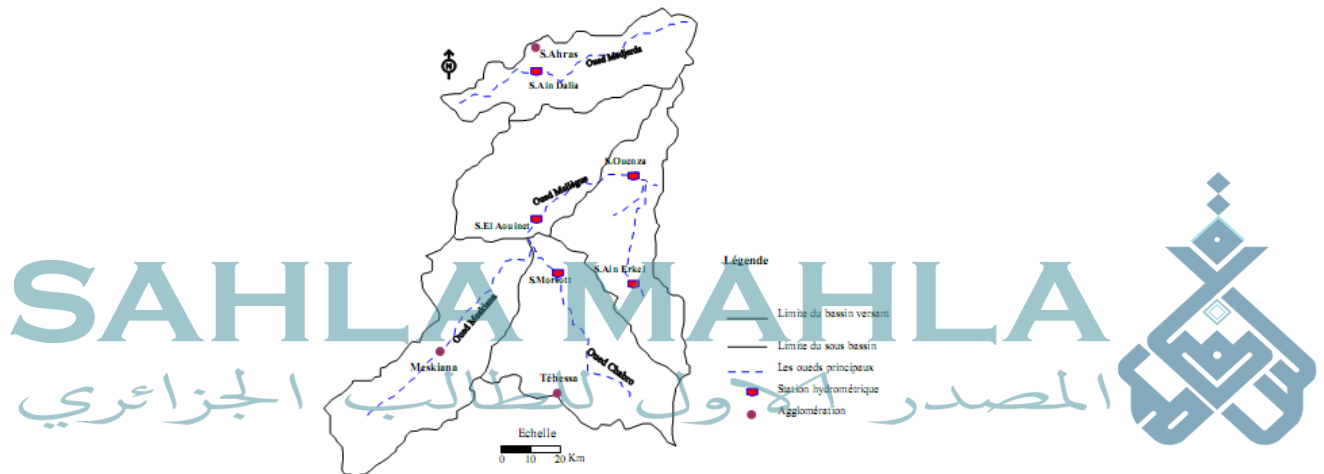 S.Ahras
Oued Medjerda
S.Ain Dalia
N
S.Ouenza
Oued Mellègue
S.El Aouinet
S.Morsott
S.Ain Erkel
Légende
SAHLA MAHLA
Limite du bassin versant
Oued Meskiana
Limite du sous bassin
Les oueds principaux
Meskiana
Oued Chabro
Tébessa
Station hydrométrique
المصدر الاول للطالب الجزائري
Agglomération
Echelle
0 10 20 Km